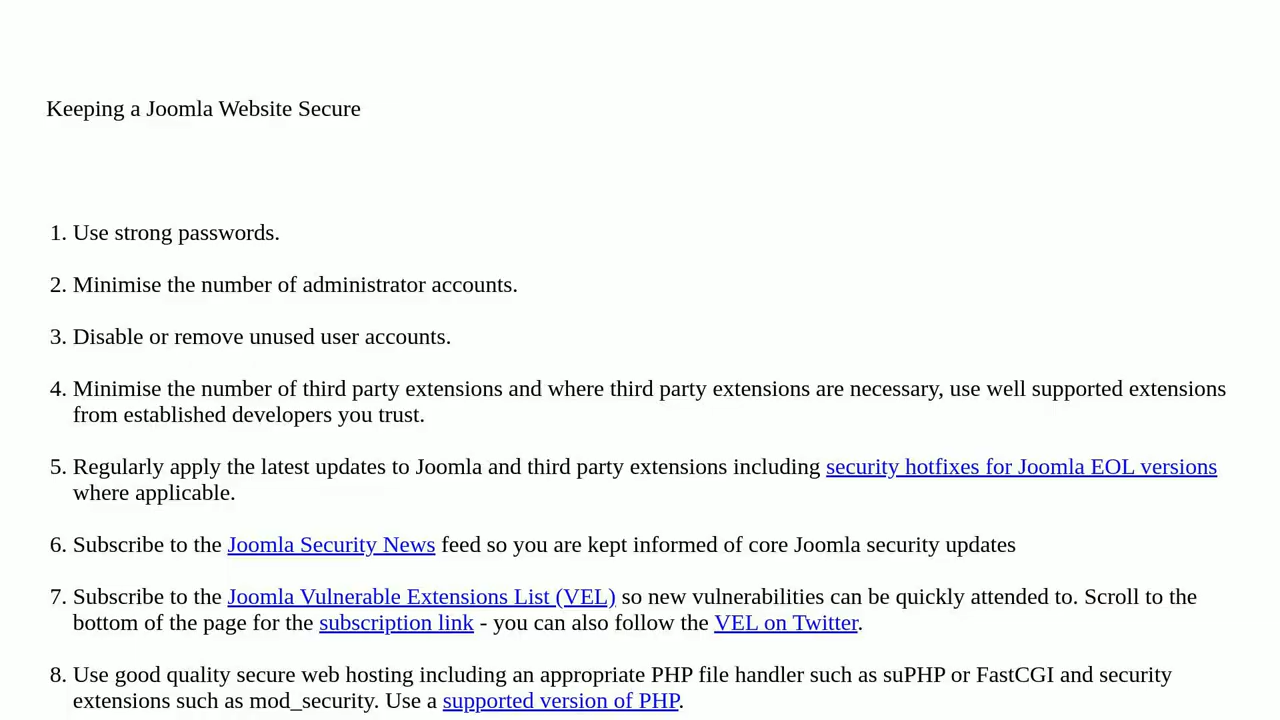 Keeping a Joomla Website Secure
1. Use strong passwords.
2. Minimise the number of administrator accounts.
3. Disable or remove unused user accounts.
4. Minimise the number of third party extensions and where third party extensions are necessary, use well supported extensions
from established developers you trust.
5. Regularly apply the latest updates to Joomla and third party extensions including security hotfixes for Joomla EOL versions
where applicable.
6. Subscribe to the Joomla Security News feed so you are kept informed of core Joomla security updates
7. Subscribe to the Joomla Vulnerable Extensions List (VEL) so new vulnerabilities can be quickly attended to. Scroll to the
bottom of the page for the subscription link - you can also follow the VEL on Twitter.
8. Use good quality secure web hosting including an appropriate PHP file handler such as suPHP or FastCGI and security
extensions such as mod_security. Use a supported version of PHP.